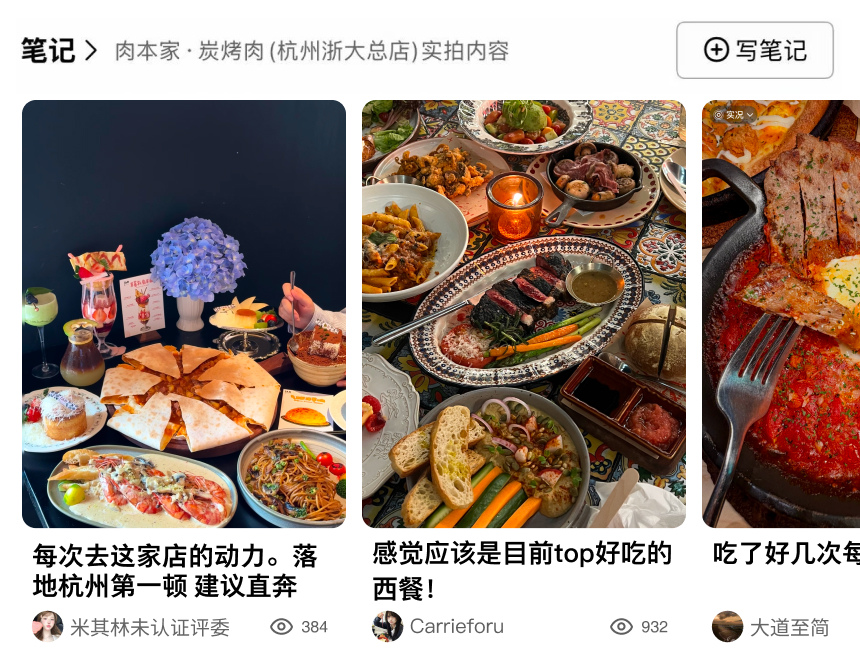 笔记 > 肉本家·炭烤肉(杭州浙大总店)实拍内容
写笔记
实况
每次去这家店的动力。落
地杭州第一顿 建议直奔
米其林未认证评委 384
感觉应该是目前top好吃的
西餐！
Carrieforu 932
吃了好几次每
大道至简